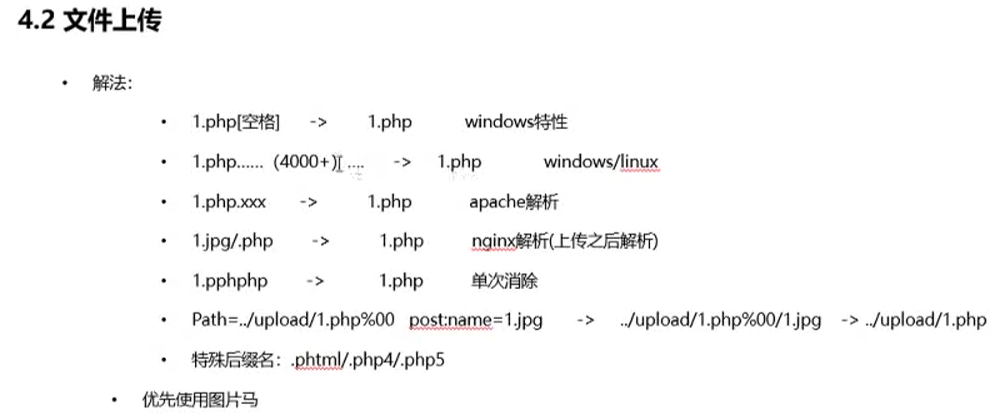 4.2 文件上传
• 解法:
• 1.php[空格] -> 1.php windows特性
• 1.php...... (4000+) .... -> 1.php windows/linux
• 1.php.xxx -> 1.php apache解析
• 1.jpg/.php -> 1.php nginx解析(上传之后解析)
• 1.pphphp -> 1.php 单次消除
• Path=../upload/1.php%00 post:name=1.jpg -> ../upload/1.php%00/1.jpg -> ../upload/1.php
• 特殊后缀名：.phtml/.php4/.php5
• 优先使用图片马